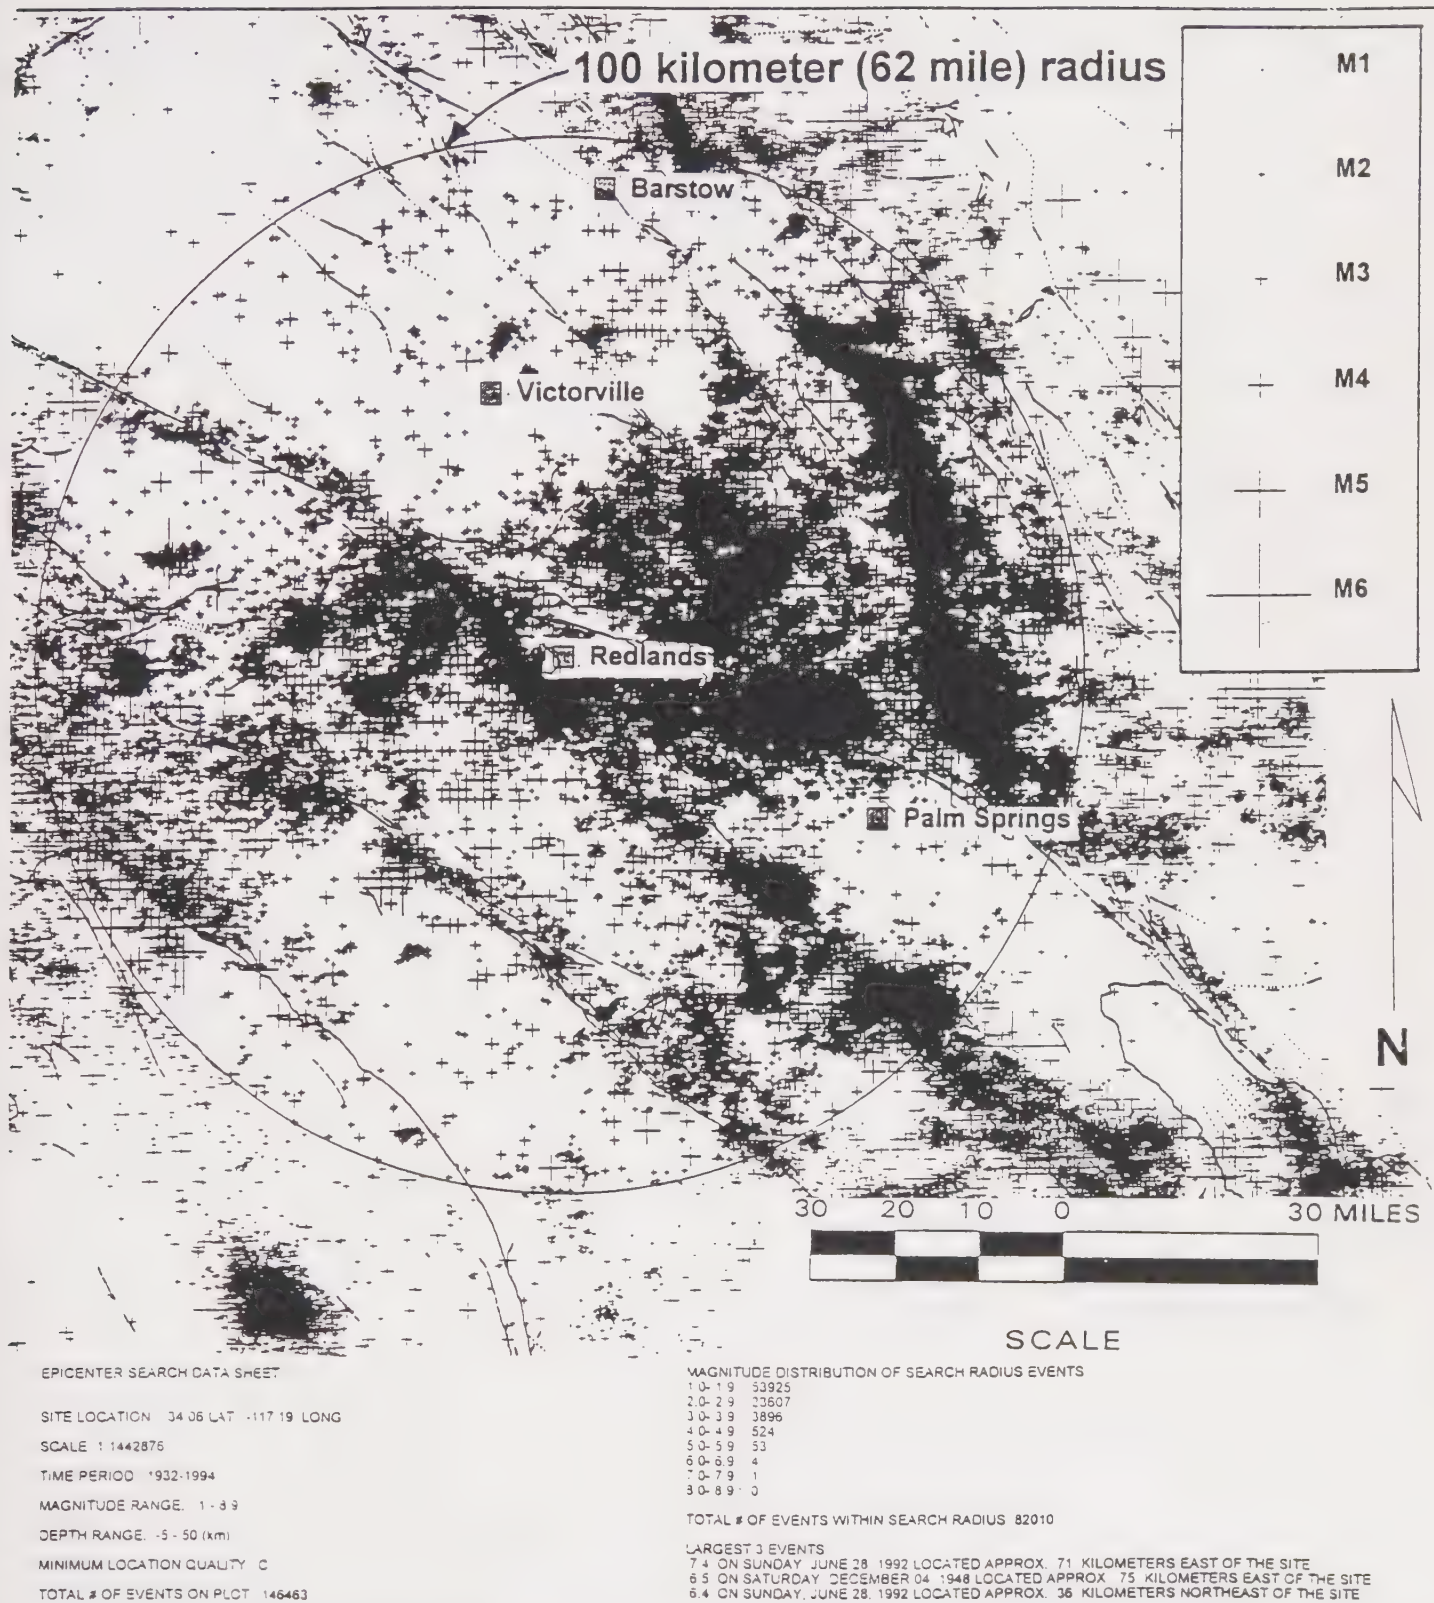 100 kilometer (62 mile) radius
M1
M2
M3
M4
M5
M6
Barstow
Victorville
Redlands
Palm Springs
N
30 20 10 0 30 MILES
SCALE
EPICENTER SEARCH DATA SHEET
SITE LOCATION 34.06 LAT -117.19 LONG
SCALE 1:1442875
TIME PERIOD 1932-1994
MAGNITUDE RANGE: 1 - 8.9
DEPTH RANGE: -5 - 50 (km)
MINIMUM LOCATION QUALITY C
TOTAL # OF EVENTS ON PLOT 146463
MAGNITUDE DISTRIBUTION OF SEARCH RADIUS EVENTS
1.0- 1.9 53925
2.0- 2.9 23607
3.0- 3.9 3896
4.0- 4.9 524
5.0- 5.9 53
6.0- 6.9 4
7.0- 7.9 1
8.0- 8.9 0
TOTAL # OF EVENTS WITHIN SEARCH RADIUS 82010
LARGEST 3 EVENTS
7.4 ON SUNDAY, JUNE 28, 1992 LOCATED APPROX. 71 KILOMETERS EAST OF THE SITE
6.5 ON SATURDAY DECEMBER 04, 1948 LOCATED APPROX. 75 KILOMETERS EAST OF THE SITE
6.4 ON SUNDAY, JUNE 28, 1992 LOCATED APPROX. 36 KILOMETERS NORTHEAST OF THE SITE